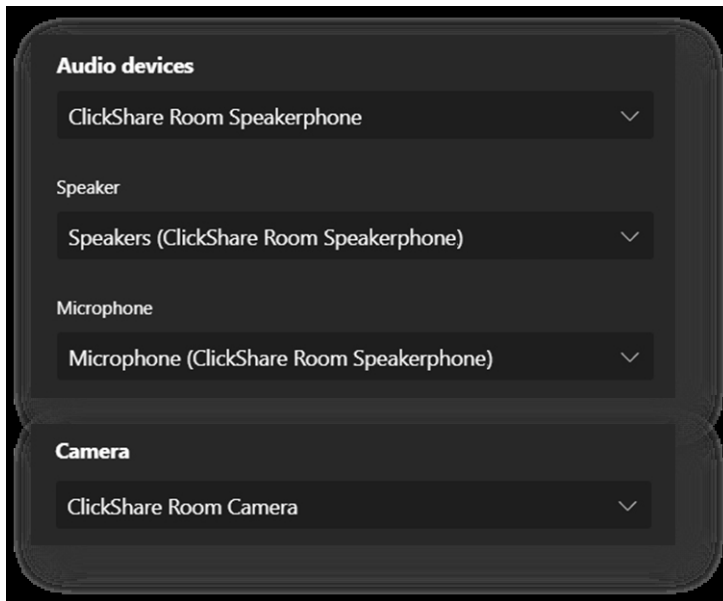 Audio devices
ClickShare Room Speakerphone
Speaker
Speakers (ClickShare Room Speakerphone)
Microphone
Microphone (ClickShare Room Speakerphone)
Camera
ClickShare Room Camera